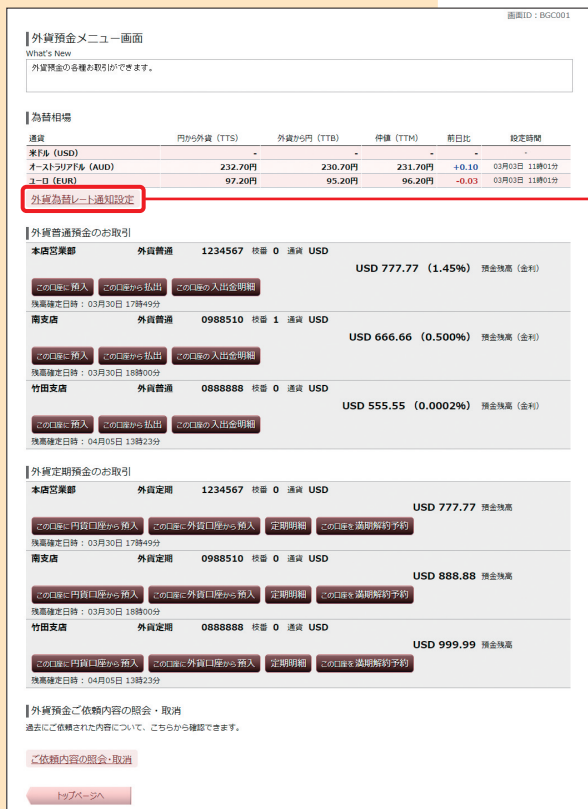 画面ID：BGC001
外貨預金メニュー画面
What's New
外貨預金の各種お取引ができます。
為替相場
通貨 円から外貨（TTS） 外貨から円（TTB） 仲値（TTM） 前日比 設定時間
米ドル（USD） - - - - -
オーストラリアドル（AUD） 232.70円 230.70円 231.70円 +0.10 03月03日 11時01分
ユーロ（EUR） 97.20円 95.20円 96.20円 -0.03 03月03日 11時01分
外貨為替レート通知設定
外貨普通預金のお取引
本店営業部 外貨普通 1234567 枝番 0 通貨 USD
USD 777.77 （1.45%） 預金残高（金利）
この口座に預入 この口座から払出 この口座の入出金明細
残高確定日時：03月30日 17時49分
南支店 外貨普通 0988510 枝番 1 通貨 USD
USD 666.66 （0.500%） 預金残高（金利）
この口座に預入 この口座から払出 この口座の入出金明細
残高確定日時：03月30日 18時00分
竹田支店 外貨普通 0888888 枝番 0 通貨 USD
USD 555.55 （0.0002%） 預金残高（金利）
この口座に預入 この口座から払出 この口座の入出金明細
残高確定日時：04月05日 13時23分
外貨定期預金のお取引
本店営業部 外貨定期 1234567 枝番 0 通貨 USD
USD 777.77 預金残高
この口座に円貨口座から預入 この口座に外貨口座から預入 定期明細 この口座を満期解約予約
残高確定日時：03月30日 17時49分
南支店 外貨定期 0988510 枝番 0 通貨 USD
USD 888.88 預金残高
この口座に円貨口座から預入 この口座に外貨口座から預入 定期明細 この口座を満期解約予約
残高確定日時：03月30日 18時00分
竹田支店 外貨定期 0888888 枝番 0 通貨 USD
USD 999.99 預金残高
この口座に円貨口座から預入 この口座に外貨口座から預入 定期明細 この口座を満期解約予約
残高確定日時：04月05日 13時23分
外貨預金ご依頼内容の照会・取消
過去にご依頼された内容について、こちらから確認できます。
ご依頼内容の照会・取消
トップページへ